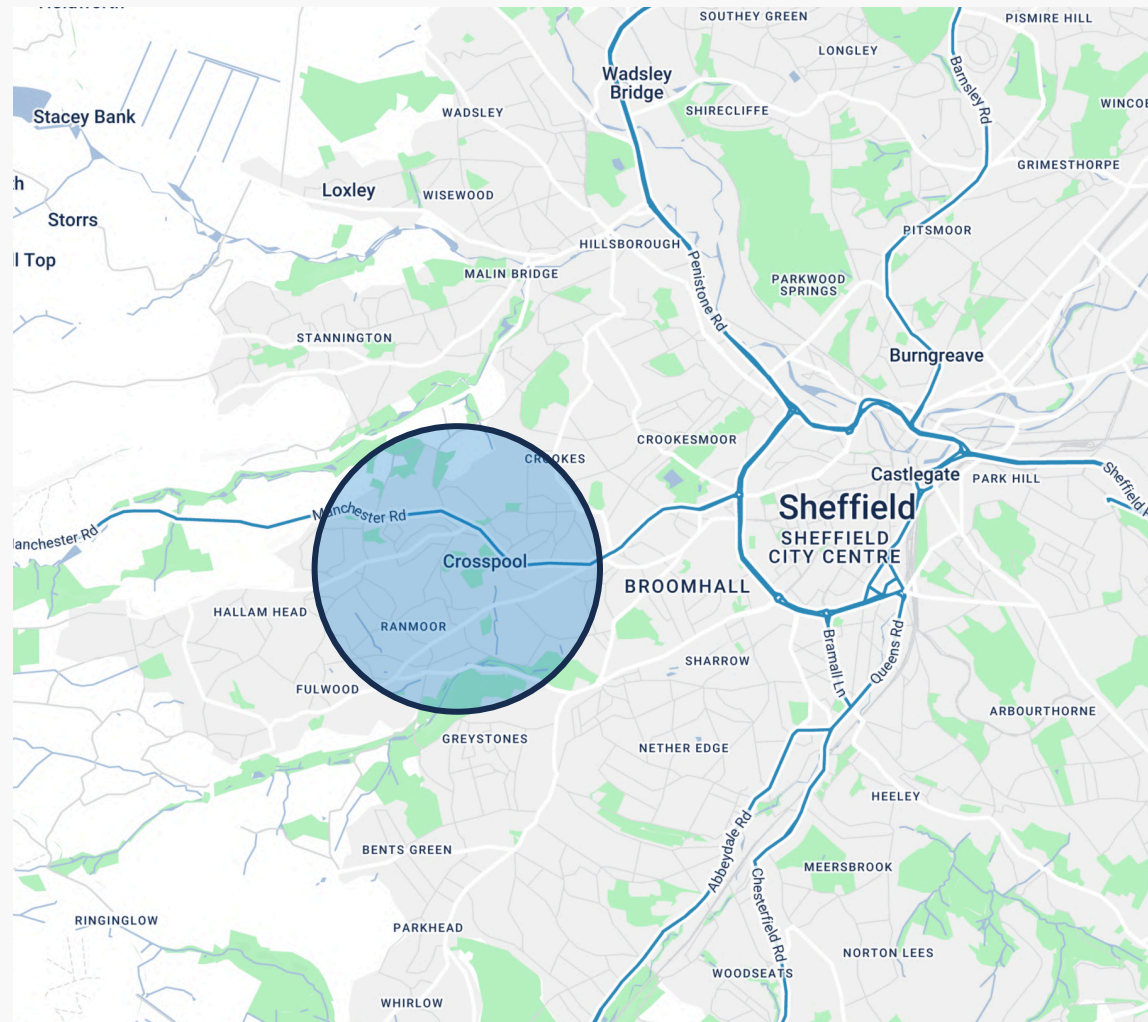 SOUTHEY GREEN
PISMIRE HILL
LONGLEY
Wadsley
Bridge
Barnsley Rd
WADSLEY
SHIRECLIFFE
Stacey Bank
GRIMESTHORPE
Loxley
WISEWOOD
Storrs
PITSMOOR
HILLSBOROUGH
ll Top
MALIN BRIDGE
Penistone Rd
PARKWOOD
SPRINGS
STANNINGTON
Burngreave
CROOKESMOOR
CROOKES
Castlegate
PARK HILL
Sheffield
Sheffield
Manchester Rd
anchester Rd
SHEFFIELD
CITY CENTRE
Crosspool
BROOMHALL
HALLAM HEAD
RANMOOR
SHARROW
Bramall Ln
Queens Rd
FULWOOD
ARBOURTHORNE
GREYSTONES
NETHER EDGE
HEELEY
BENTS GREEN
Abbeydale Rd
MEERSBROOK
Chesterfield Rd
RINGINGLOW
PARKHEAD
NORTON LEES
WOODSEATS
WHIRLOW